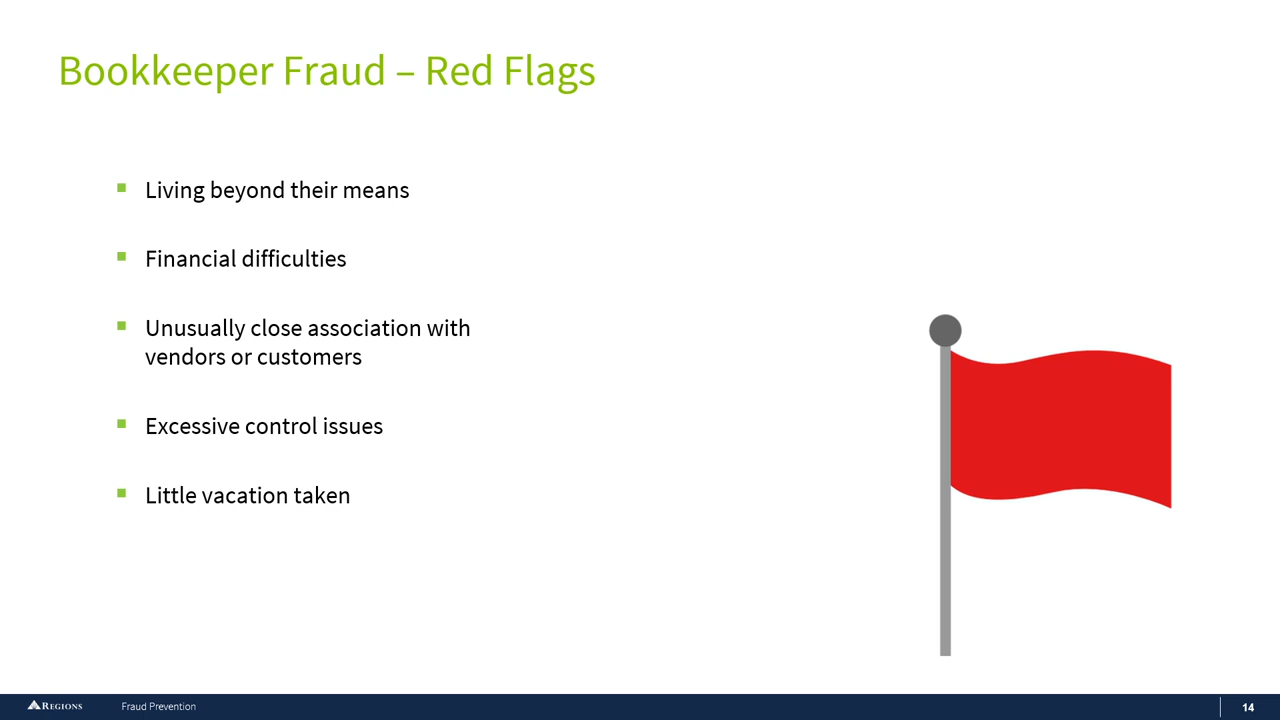 Bookkeeper Fraud – Red Flags
Living beyond their means
Financial difficulties
Unusually close association with
vendors or customers
Excessive control issues
Little vacation taken
REGIONS
Fraud Prevention
14